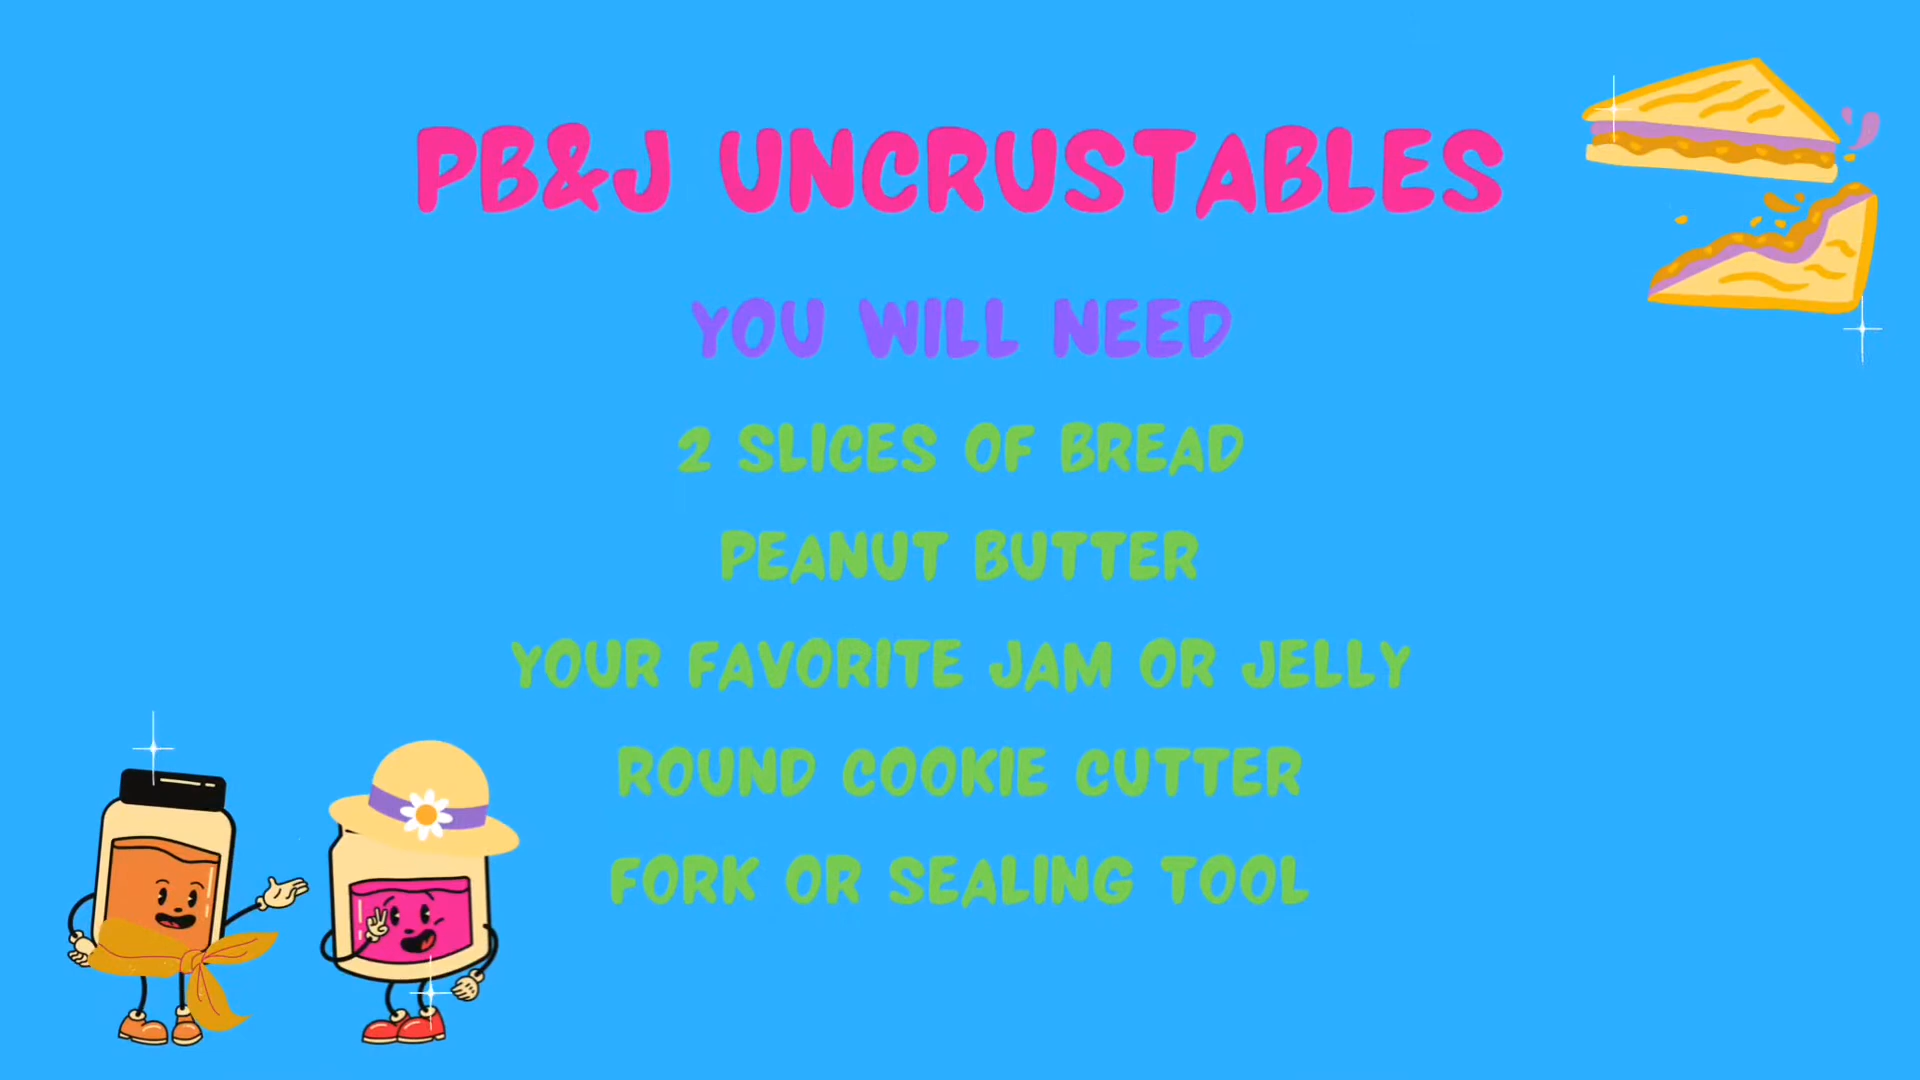 PB&J UNCRUSTABLES
YOU WILL NEED
2 SLICES OF BREAD
PEANUT BUTTER
YOUR FAVORITE JAM OR JELLY
ROUND COOKIE CUTTER
FORK OR SEALING TOOL